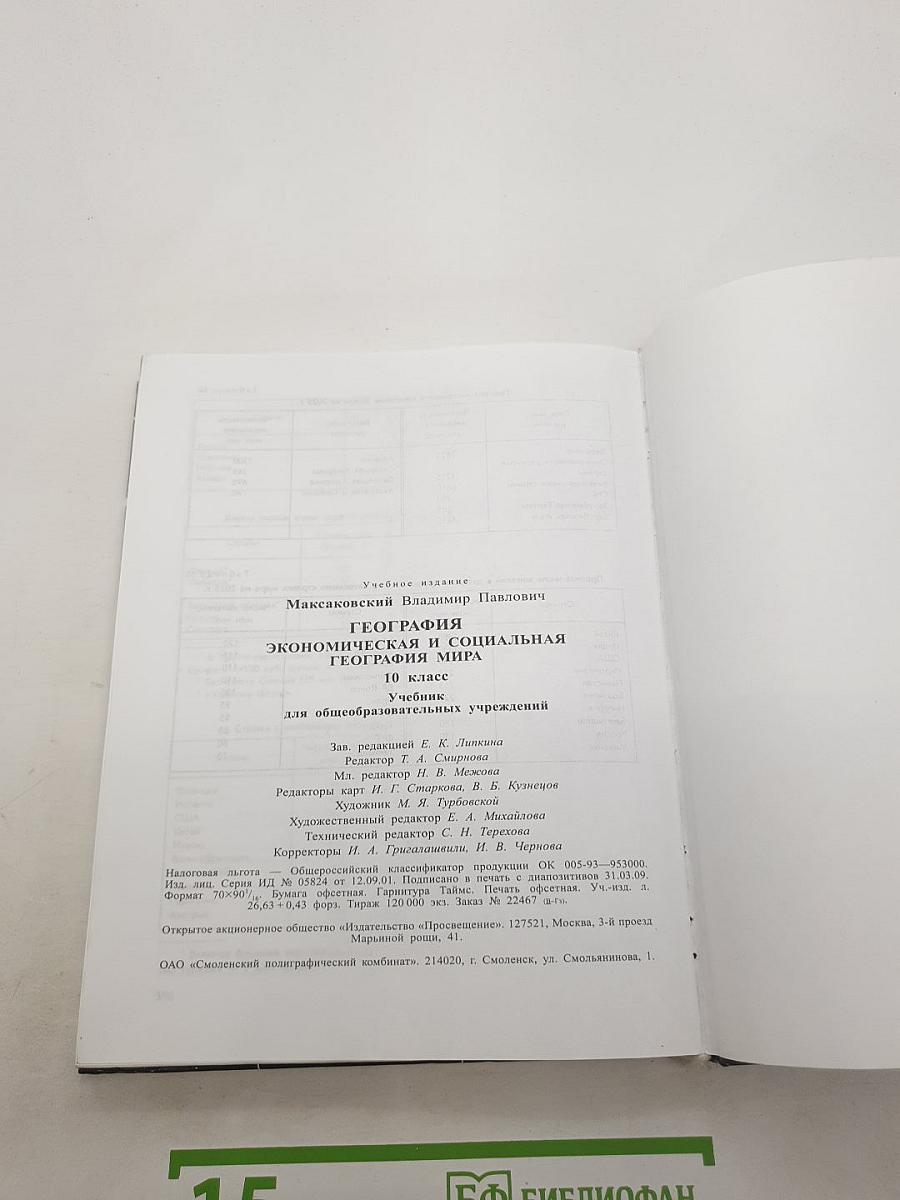 Учебное издание
Максаковский Владимир Павлович
ГЕОГРАФИЯ
ЭКОНОМИЧЕСКАЯ И СОЦИАЛЬНАЯ
ГЕОГРАФИЯ МИРА
10 класс
Учебник
для общеобразовательных учреждений
Зав. редакцией Е. К. Липкина
Редактор Т. А. Смирнова
Мл. редактор Н. В. Межова
Редакторы карт И. Г. Старкова, В. Б. Кузнецов
Художник М. Я. Турбовской
Художественный редактор Е. А. Михайлова
Технический редактор С. Н. Терехова
Корректоры И. А. Григалашвили, И. В. Чернова
Налоговая льгота — Общероссийский классификатор продукции ОК 005-93—953000.
Изд. лиц. Серия ИД № 05824 от 12.09.01. Подписано в печать с диапозитивов 31.03.09.
Формат 70×90¹/₁₆. Бумага офсетная. Гарнитура Таймс. Печать офсетная. Уч.-изд. л.
26,63 + 0,43 форз. Тираж 120 000 экз. Заказ № 22467 (п-гз).
Открытое акционерное общество «Издательство «Просвещение». 127521, Москва, 3-й проезд
Марьиной рощи, 41.
ОАО «Смоленский полиграфический комбинат». 214020, г. Смоленск, ул. Смольянинова, 1.
15 БФ БИБЛИОФАН